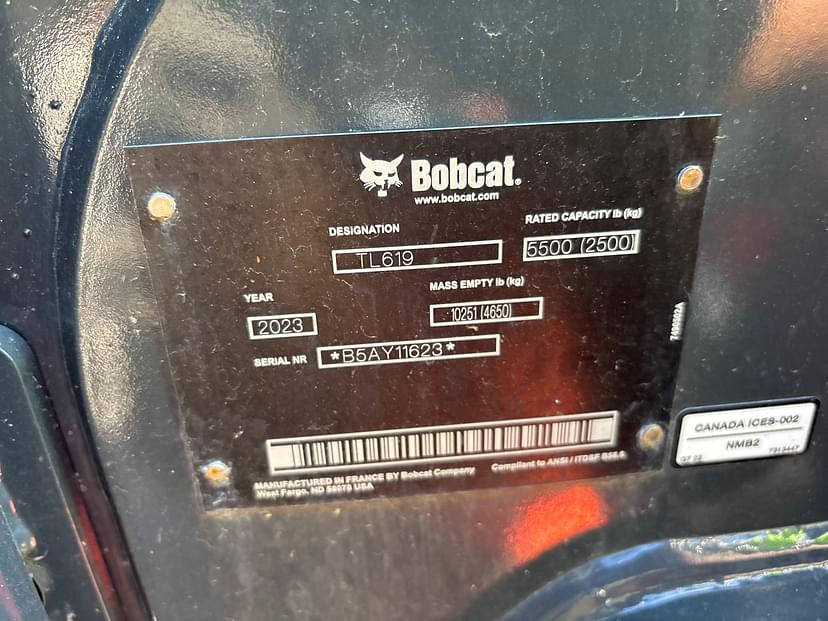 Bobcat®
www.bobcat.com
DESIGNATION
TL619
RATED CAPACITY lb (kg)
5500 (2500)
MASS EMPTY lb (kg)
10251 (4650)
YEAR
2023
SERIAL NR
*B5AY11623*
MANUFACTURED IN FRANCE BY Bobcat Company
West Fargo, ND 58078 USA
Compliant to ANSI / ITDSF B56.6
CANADA ICES-002
NMB2
7313447